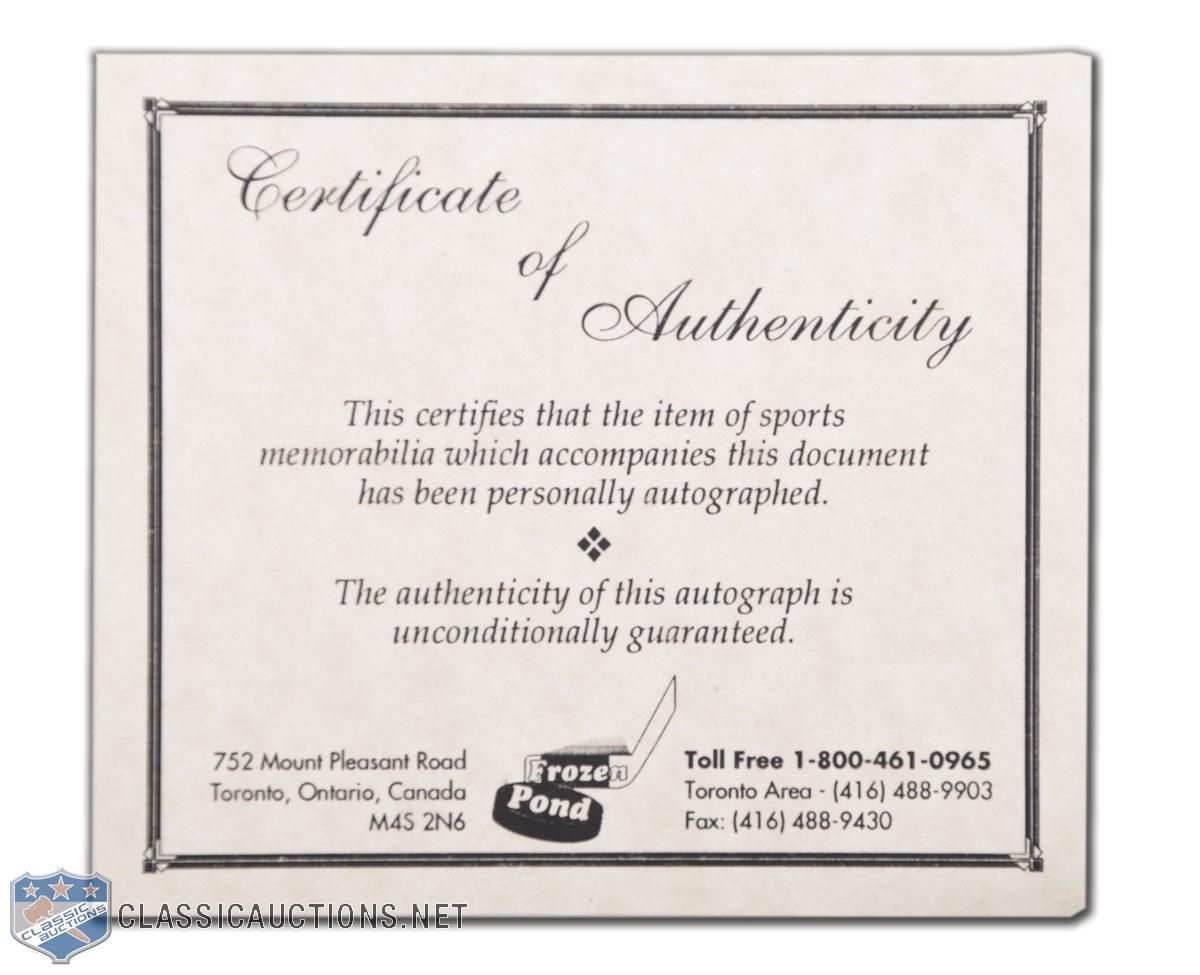 Certificate
of
Authenticity
This certifies that the item of sports
memorabilia which accompanies this document
has been personally autographed.
The authenticity of this autograph is
unconditionally guaranteed.
752 Mount Pleasant Road
Toronto, Ontario, Canada
M4S 2N6
Frozen
Pond
Toll Free 1-800-461-0965
Toronto Area - (416) 488-9903
Fax: (416) 488-9430
CLASSIC
AUCTIONS
CLASSICAUCTIONS.NET